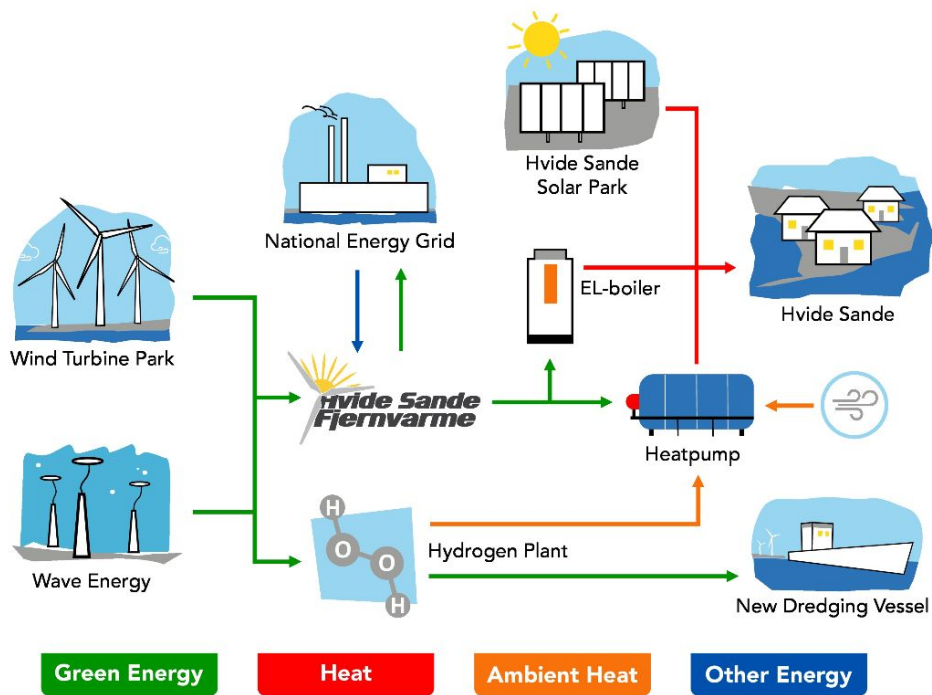 Hvide Sande
Solar Park
National Energy Grid
EL-boiler
Hvide Sande
Wind Turbine Park
Hvide Sande
Fjernvarme
Heatpump
H
O
O
H
Hydrogen Plant
Wave Energy
New Dredging Vessel
Green Energy
Heat
Ambient Heat
Other Energy